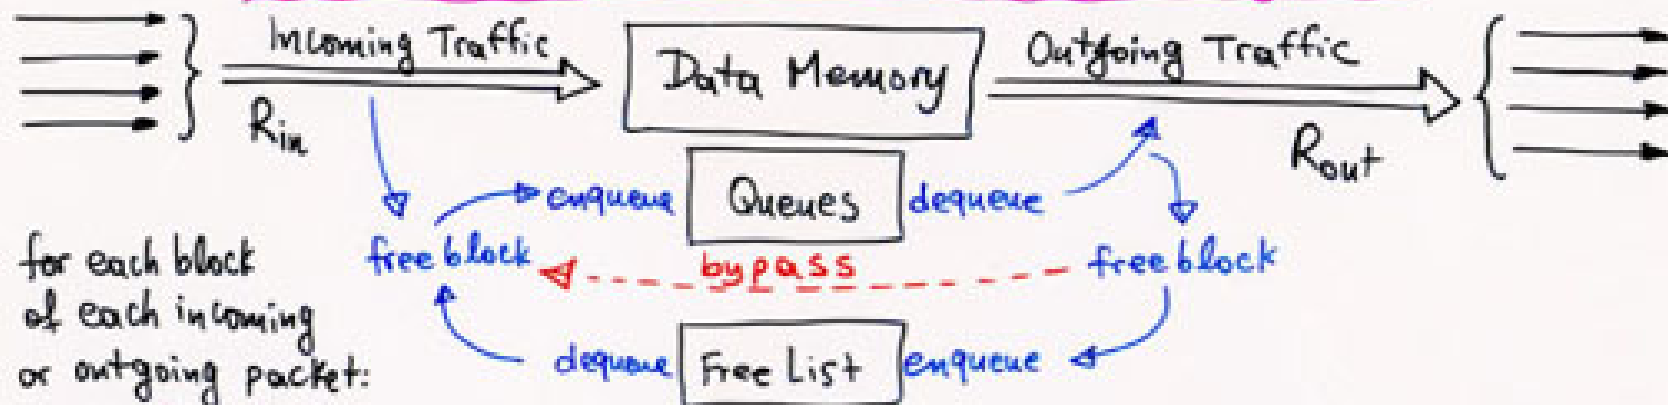 Incoming Traffic
Data Memory
Outgoing Traffic
Rin
Rout
enqueue
Queues
dequeue
for each block
of each incoming
or outgoing packet:
free block
bypass
free block
dequeue
Free List
enqueue